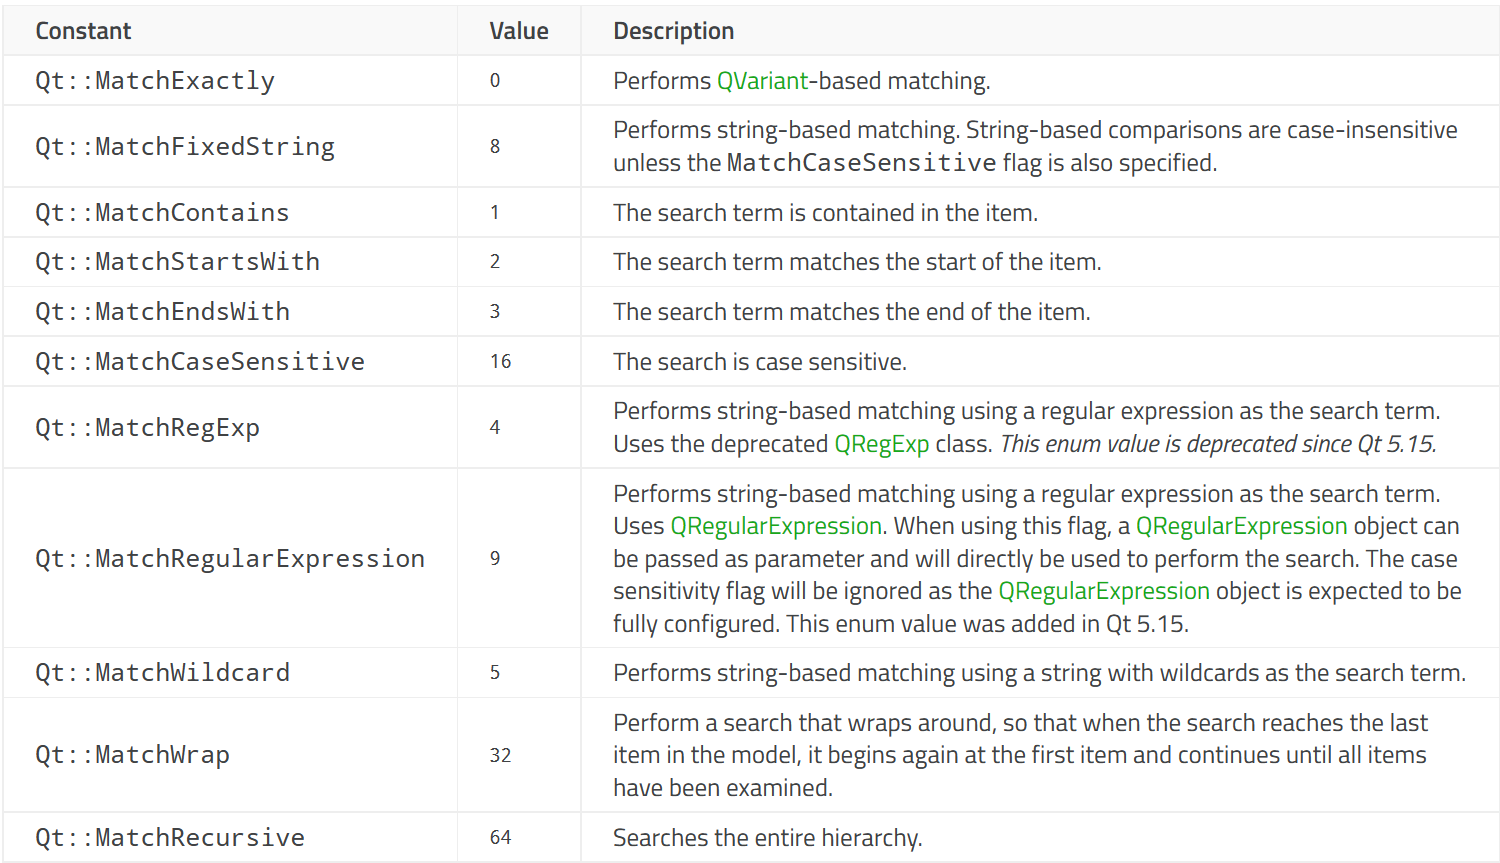 Constant Value Description
Qt::MatchExactly 0 Performs QVariant-based matching.
Qt::MatchFixedString 8 Performs string-based matching. String-based comparisons are case-insensitive
unless the MatchCaseSensitive flag is also specified.
Qt::MatchContains 1 The search term is contained in the item.
Qt::MatchStartsWith 2 The search term matches the start of the item.
Qt::MatchEndsWith 3 The search term matches the end of the item.
Qt::MatchCaseSensitive 16 The search is case sensitive.
Qt::MatchRegExp 4 Performs string-based matching using a regular expression as the search term.
Uses the deprecated QRegExp class. This enum value is deprecated since Qt 5.15.
Qt::MatchRegularExpression 9 Performs string-based matching using a regular expression as the search term.
Uses QRegularExpression. When using this flag, a QRegularExpression object can
be passed as parameter and will directly be used to perform the search. The case
sensitivity flag will be ignored as the QRegularExpression object is expected to be
fully configured. This enum value was added in Qt 5.15.
Qt::MatchWildcard 5 Performs string-based matching using a string with wildcards as the search term.
Qt::MatchWrap 32 Perform a search that wraps around, so that when the search reaches the last
item in the model, it begins again at the first item and continues until all items
have been examined.
Qt::MatchRecursive 64 Searches the entire hierarchy.